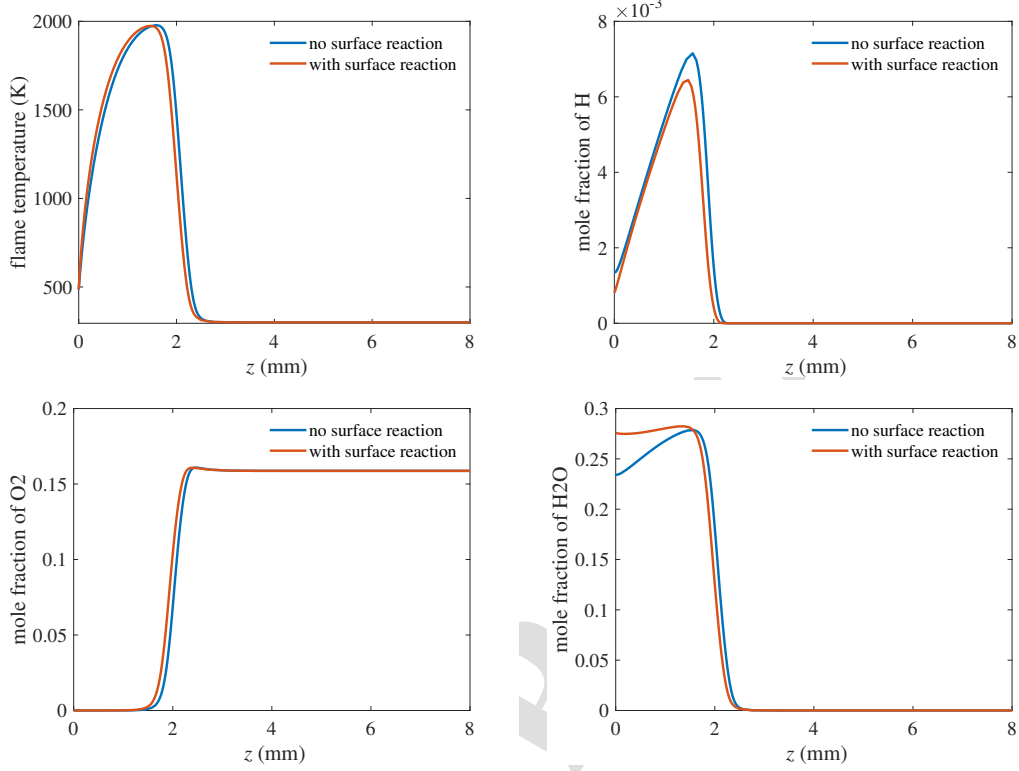 2000
1500
1000
500
0
2
4
6
8
flame temperature (K)
z (mm)
no surface reaction
with surface reaction
×10⁻³
8
6
4
2
0
0
2
4
6
8
mole fraction of H
z (mm)
no surface reaction
with surface reaction
0.2
0.15
0.1
0.05
0
0
2
4
6
8
mole fraction of O2
z (mm)
no surface reaction
with surface reaction
0.3
0.25
0.2
0.15
0.1
0.05
0
0
2
4
6
8
mole fraction of H2O
z (mm)
no surface reaction
with surface reaction